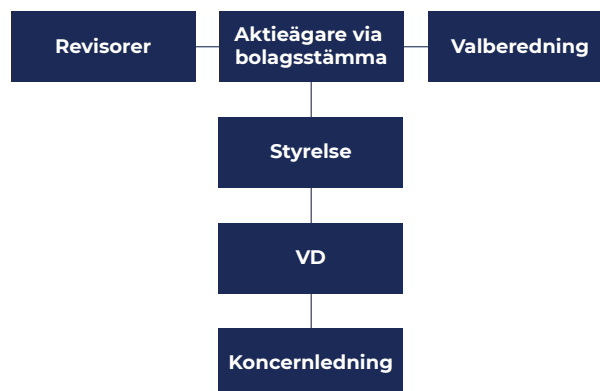 Revisorer
Aktieägare via
bolagsstämma
Valberedning
Styrelse
VD
Koncernledning